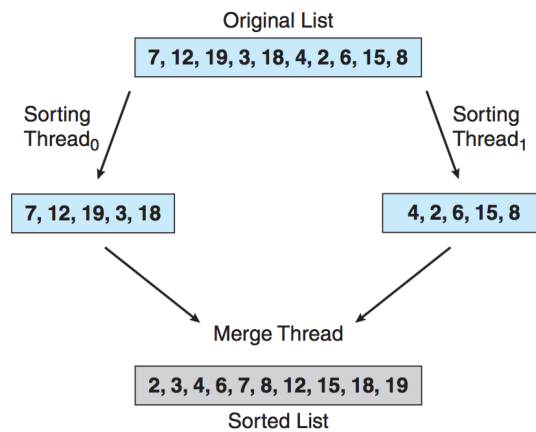 Original List
7, 12, 19, 3, 18, 4, 2, 6, 15, 8
Sorting
Thread₀
Sorting
Thread₁
7, 12, 19, 3, 18
4, 2, 6, 15, 8
Merge Thread
2, 3, 4, 6, 7, 8, 12, 15, 18, 19
Sorted List